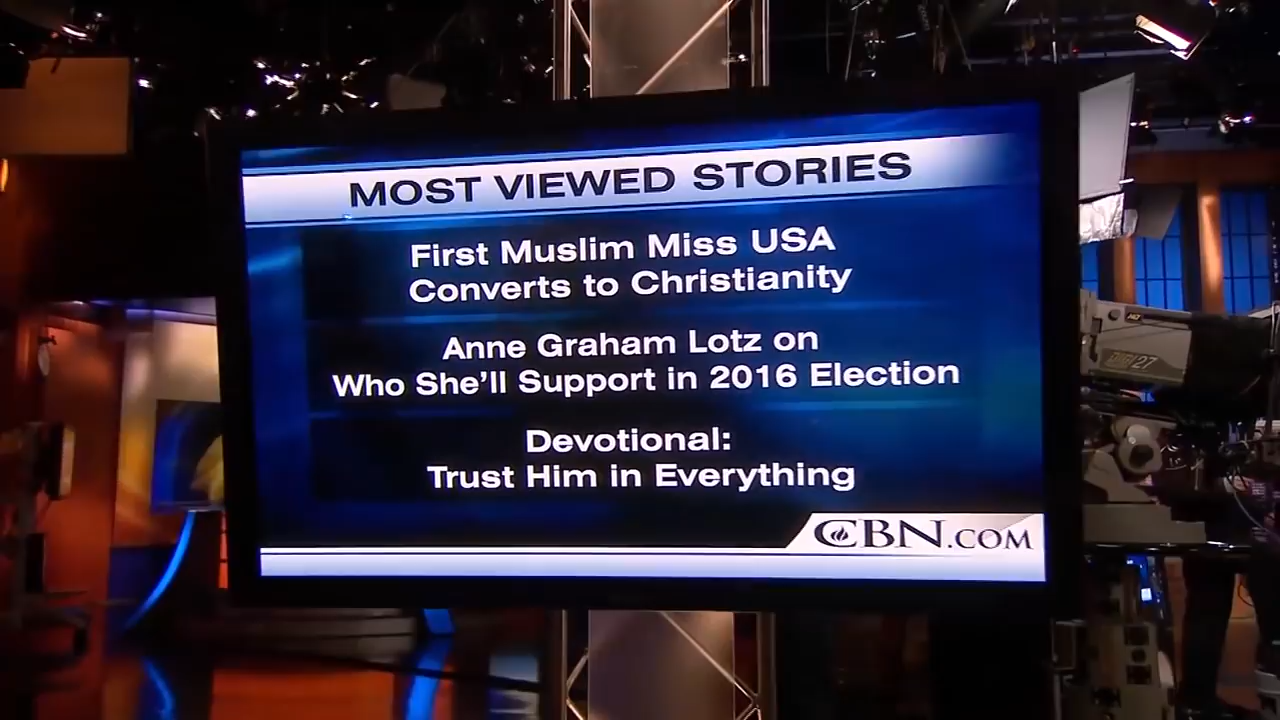 MOST VIEWED STORIES
First Muslim Miss USA
Converts to Christianity
Anne Graham Lotz on
Who She'll Support in 2016 Election
Devotional:
Trust Him in Everything
CBN.COM